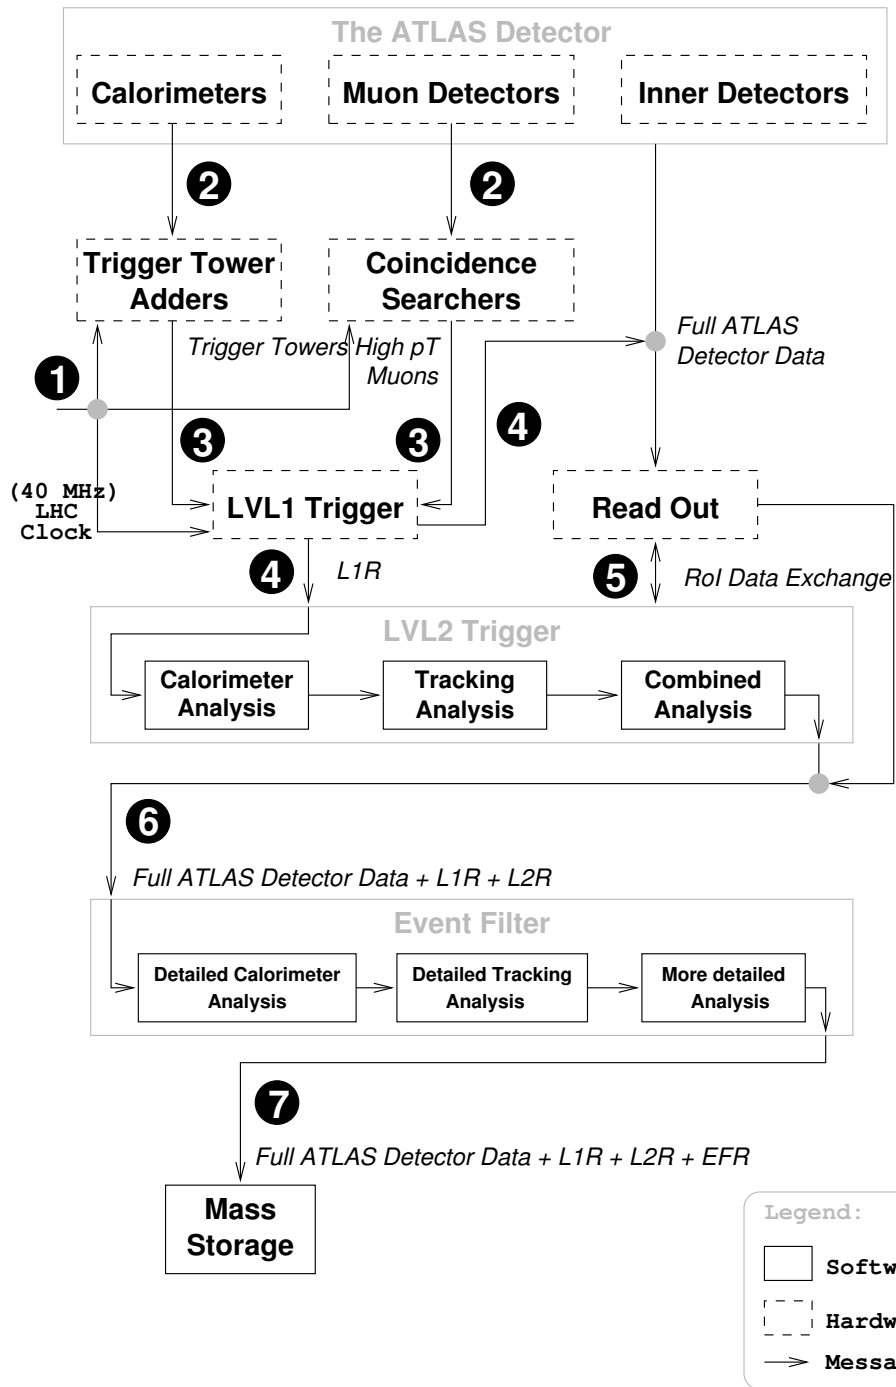 The ATLAS Detector
Calorimeters
Muon Detectors
Inner Detectors
2
2
Trigger Tower
Adders
Coincidence
Searchers
Full ATLAS
Detector Data
Trigger Towers
High pT
Muons
1
3
3
4
(40 MHz)
LHC
Clock
LVL1 Trigger
Read Out
4
L1R
5
RoI Data Exchange
LVL2 Trigger
Calorimeter
Analysis
Tracking
Analysis
Combined
Analysis
6
Full ATLAS Detector Data + L1R + L2R
Event Filter
Detailed Calorimeter
Analysis
Detailed Tracking
Analysis
More detailed
Analysis
7
Full ATLAS Detector Data + L1R + L2R + EFR
Mass
Storage
Legend:
Softw
Hardw
Messa